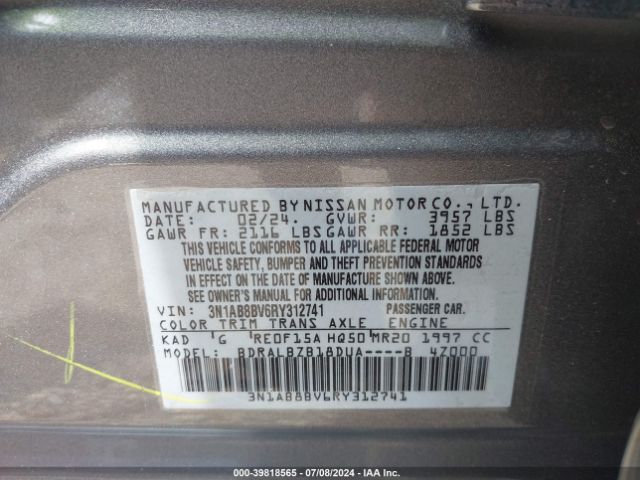 MANUFACTURED BY NISSAN MOTOR CO., LTD.
DATE: 02/24. GVWR: 3957 LBS
GAWR FR: 2116 LBS GAWR RR: 1852 LBS
THIS VEHICLE CONFORMS TO ALL APPLICABLE FEDERAL MOTOR
VEHICLE SAFETY, BUMPER AND THEFT PREVENTION STANDARDS
IN EFFECT ON THE DATE OF MANUFACTURE SHOWN ABOVE.
SEE OWNER'S MANUAL FOR ADDITIONAL INFORMATION.
VIN: 3N1AB8BV6RY312741 PASSENGER CAR.
COLOR TRIM TRANS AXLE ENGINE
KAD G RE0F15A HQ50 MR20 1997 CC
MODEL: BDRALBZB18DUA----B 4Z000
3N1AB8BV6RY312741
000-39818565 | 07/08/2024 | IAA Inc.